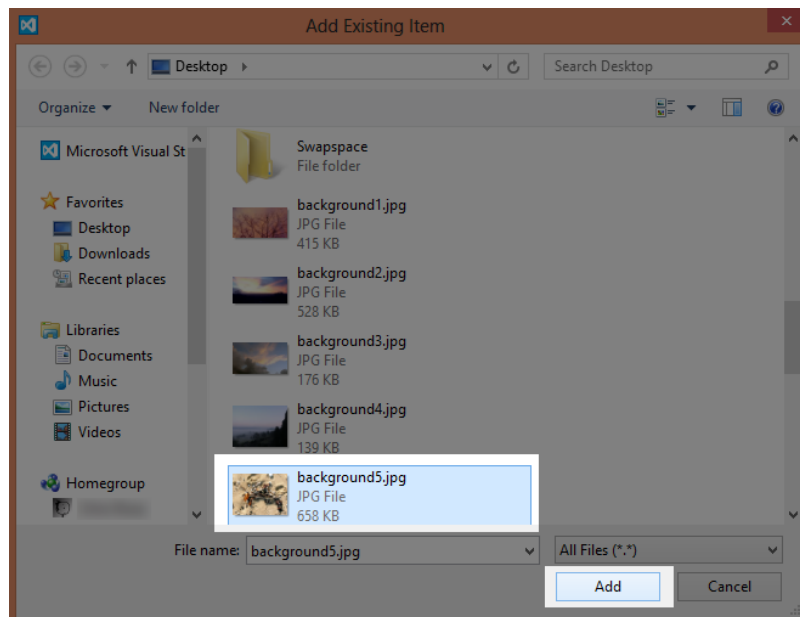 Add Existing Item
Desktop
Search Desktop
Organize
New folder
Microsoft Visual St
Favorites
Desktop
Downloads
Recent places
Libraries
Documents
Music
Pictures
Videos
Homegroup
Swapspace
File folder
background1.jpg
JPG File
415 KB
background2.jpg
JPG File
528 KB
background3.jpg
JPG File
176 KB
background4.jpg
JPG File
139 KB
background5.jpg
JPG File
658 KB
File name: background5.jpg
All Files (*.*)
Add
Cancel